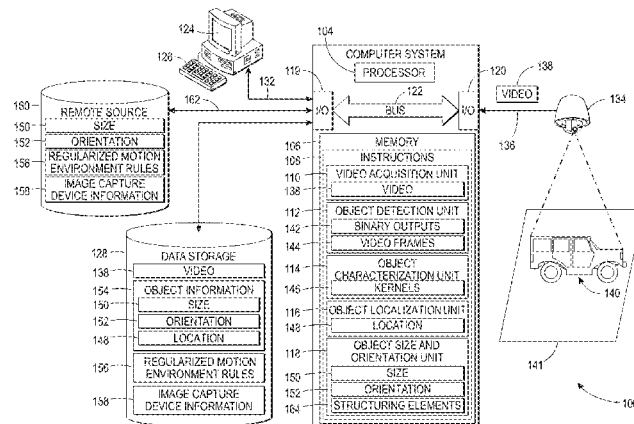 124
126
132
160
REMOTE SOURCE
150
SIZE
152
ORIENTATION
156
REGULARIZED MOTION
ENVIRONMENT RULES
158
IMAGE CAPTURE
DEVICE INFORMATION
162
128
DATA STORAGE
138
VIDEO
154
OBJECT INFORMATION
150
SIZE
152
ORIENTATION
148
LOCATION
156
REGULARIZED MOTION
ENVIRONMENT RULES
158
IMAGE CAPTURE
DEVICE INFORMATION
COMPUTER SYSTEM
104
PROCESSOR
119
I/O
122
BUS
120
I/O
106
MEMORY
108
INSTRUCTIONS
110
VIDEO ACQUISITION UNIT
138
VIDEO
112
OBJECT DETECTION UNIT
142
BINARY OUTPUTS
144
VIDEO FRAMES
114
OBJECT
CHARACTERIZATION UNIT
146
KERNELS
116
OBJECT LOCALIZATION UNIT
148
LOCATION
118
OBJECT SIZE AND
ORIENTATION UNIT
150
SIZE
152
ORIENTATION
164
STRUCTURING ELEMENTS
138
VIDEO
134
136
140
141
100